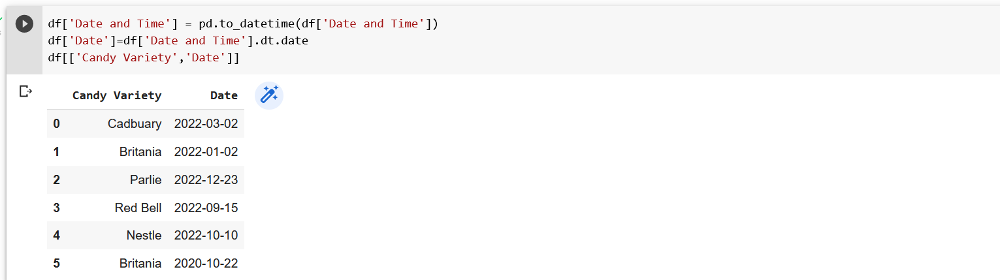 df['Date and Time'] = pd.to_datetime(df['Date and Time'])
df['Date']=df['Date and Time'].dt.date
df[['Candy Variety','Date']]
Candy Variety Date
0 Cadbuary 2022-03-02
1 Britania 2022-01-02
2 Parlie 2022-12-23
3 Red Bell 2022-09-15
4 Nestle 2022-10-10
5 Britania 2020-10-22